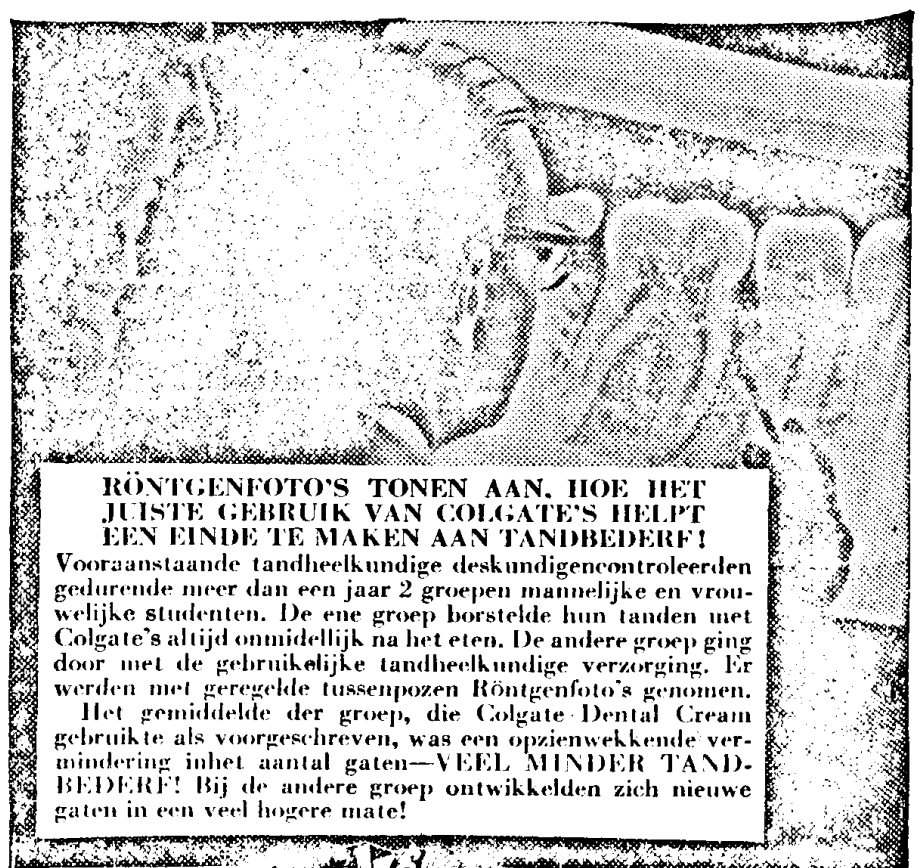 RÖNTGENFOTO'S TONEN AAN, HOE HET
JUISTE GEBRUIK VAN COLGATE'S HELPT
EEN EINDE TE MAKEN AAN TANDBEDERF!
Vooraanstaande tandheelkundige deskundigencontroleerden
gedurende meer dan een jaar 2 groepen mannelijke en vrou-
welijke studenten. De ene groep borstelde hun tanden met
Colgate's altijd onmidellijk na het eten. De andere groep ging
door met de gebruikelijke tandheelkundige verzorging. Er
werden met geregelde tussenpozen Röntgenfoto's genomen.
Het gemiddelde der groep, die Colgate Dental Cream
gebruikte als voorgeschreven, was een opzienwekkende ver-
mindering inhet aantal gaten—VEEL MINDER TAND-
BEDERF! Bij de andere groep ontwikkelden zich nieuwe
gaten in een veel hogere mate!